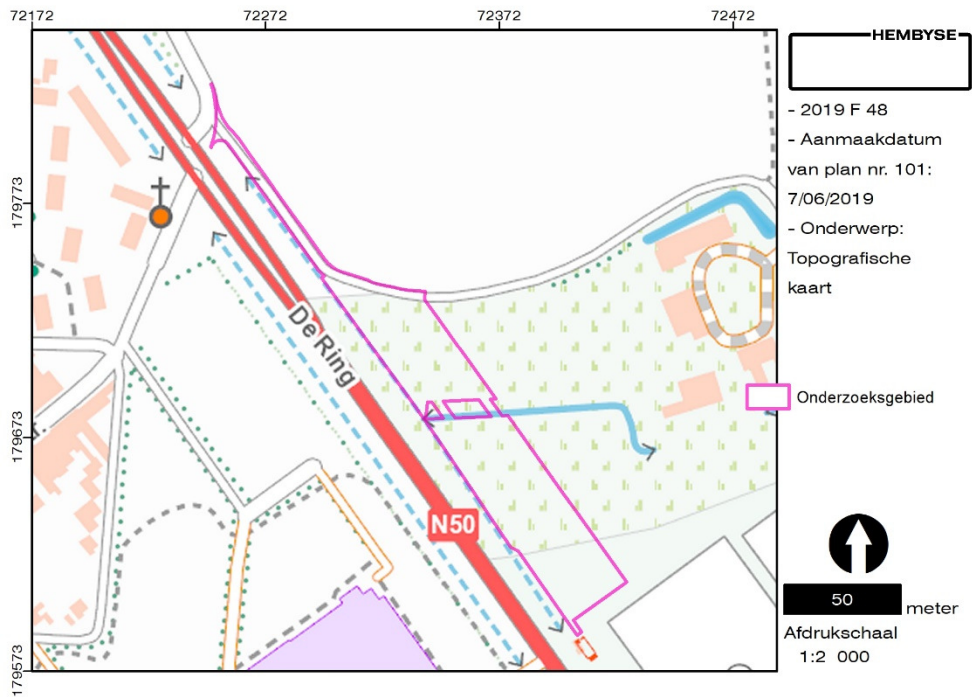 72172 72272 72372 72472
HEMBYSE
- 2019 F 48
- Aanmaakdatum
van plan nr. 101:
7/06/2019
- Onderwerp:
Topografische
kaart
179773
De Ring
Onderzoeksgebied
179673
N50
50 meter
Afdrukschaal
1:2 000
179573